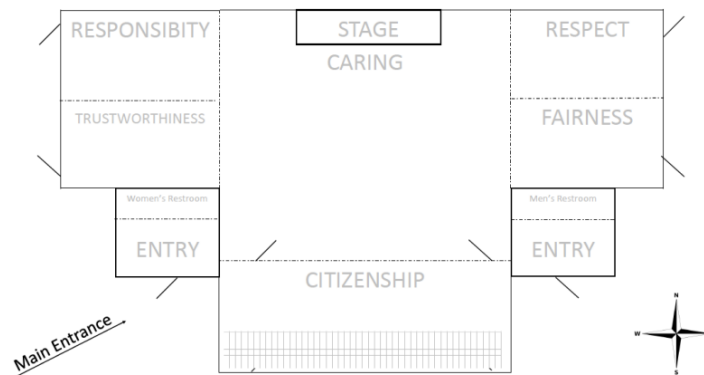 RESPONSIBITY
STAGE
RESPECT
CARING
TRUSTWORTHINESS
FAIRNESS
Women's Restroom
Men's Restroom
ENTRY
ENTRY
CITIZENSHIP
Main Entrance
N
W
E
S